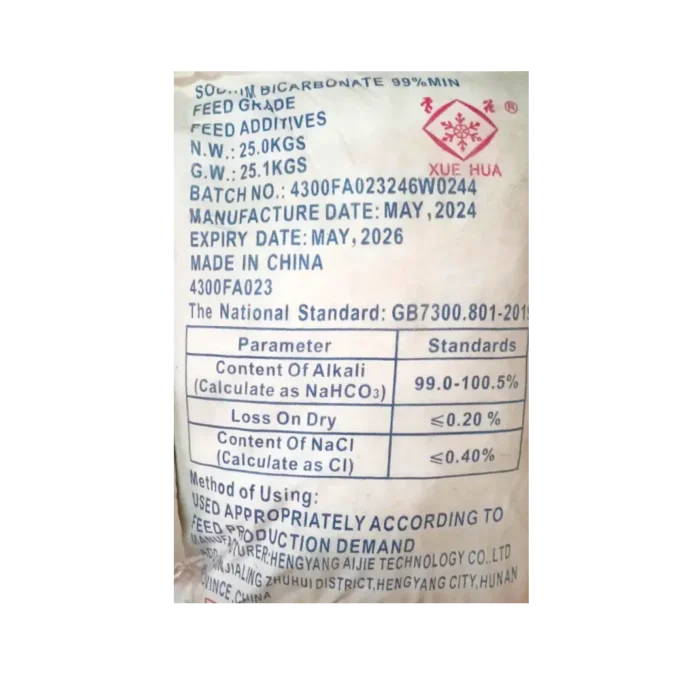 BICARBONATE 99%MIN
FEED GRADE
FEED ADDITIVES
N.W.: 25.0KGS
G.W.: 25.1KGS
BATCH NO.: 4300FA023246W0244
MANUFACTURE DATE: MAY, 2024
EXPIRY DATE: MAY, 2026
MADE IN CHINA
4300FA023
®
XUE HUA
The National Standard: GB7300.801-201
Parameter Standards
Content Of Alkali
(Calculate as NaHCO3) 99.0-100.5%
Loss On Dry ≤0.20 %
Content Of NaCl
(Calculate as Cl) ≤0.40%
Method of Using:
USED APPROPRIATELY ACCORDING TO
FEED PRODUCTION DEMAND
HENGYANG AIJIE TECHNOLOGY CO..LTD
ZHUHUI DISTRICT, HENGYANG CITY, HUNAN
VINCE, CHINA